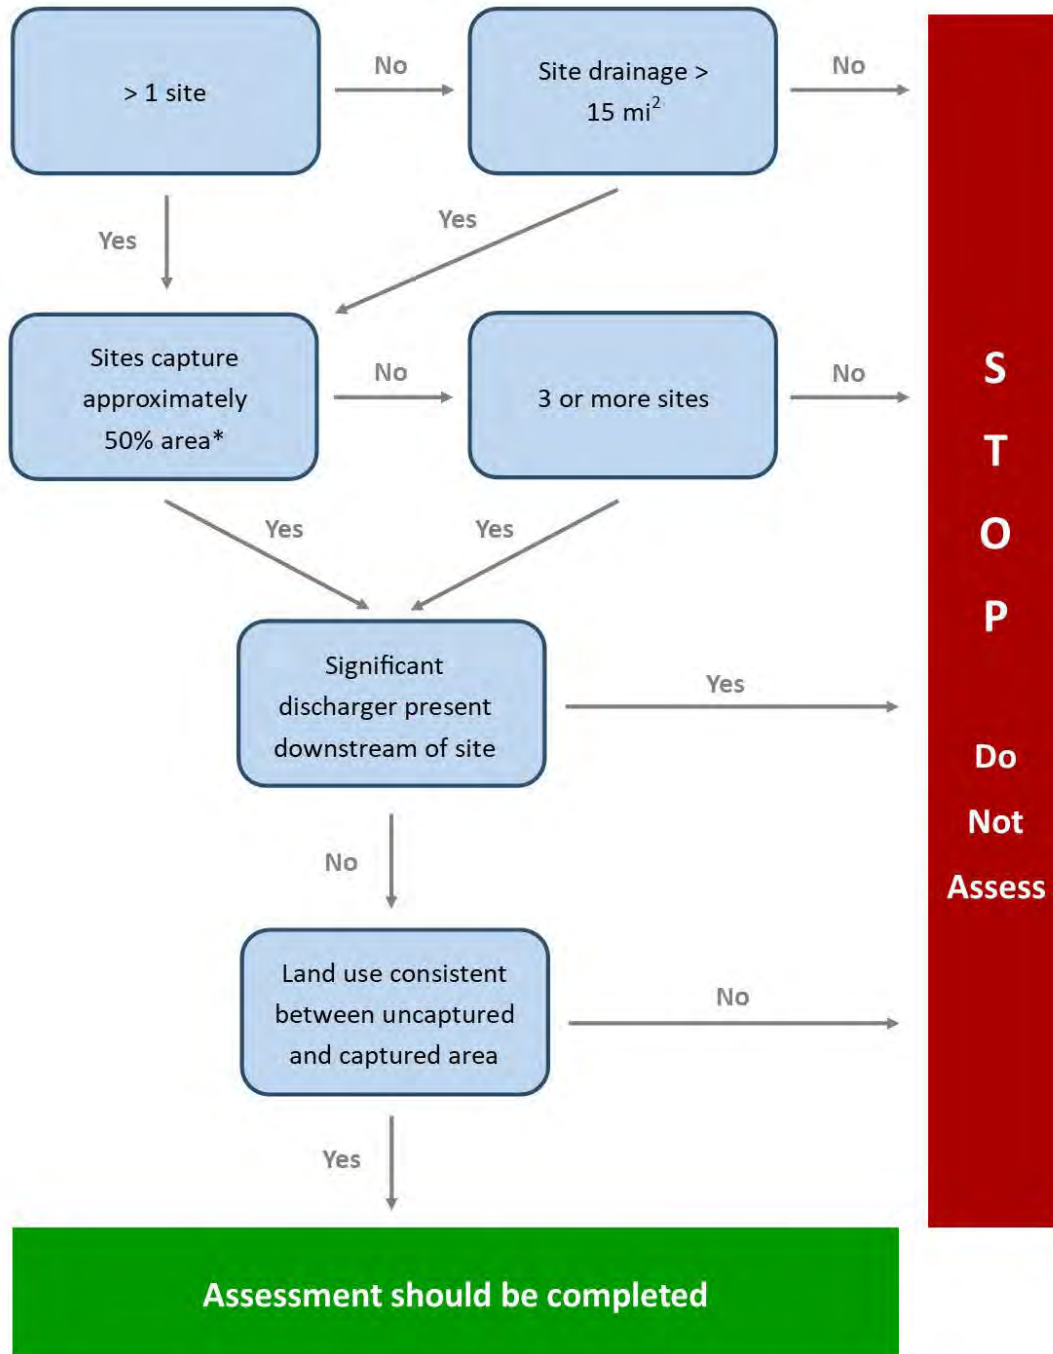 > 1 site
No
Site drainage >
15 mi²
No
Yes
Yes
Sites capture
approximately
50% area*
No
3 or more sites
No
Yes
Yes
Significant
discharger present
downstream of site
Yes
No
Land use consistent
between uncaptured
and captured area
No
Yes
Assessment should be completed
S
T
O
P
Do
Not
Assess